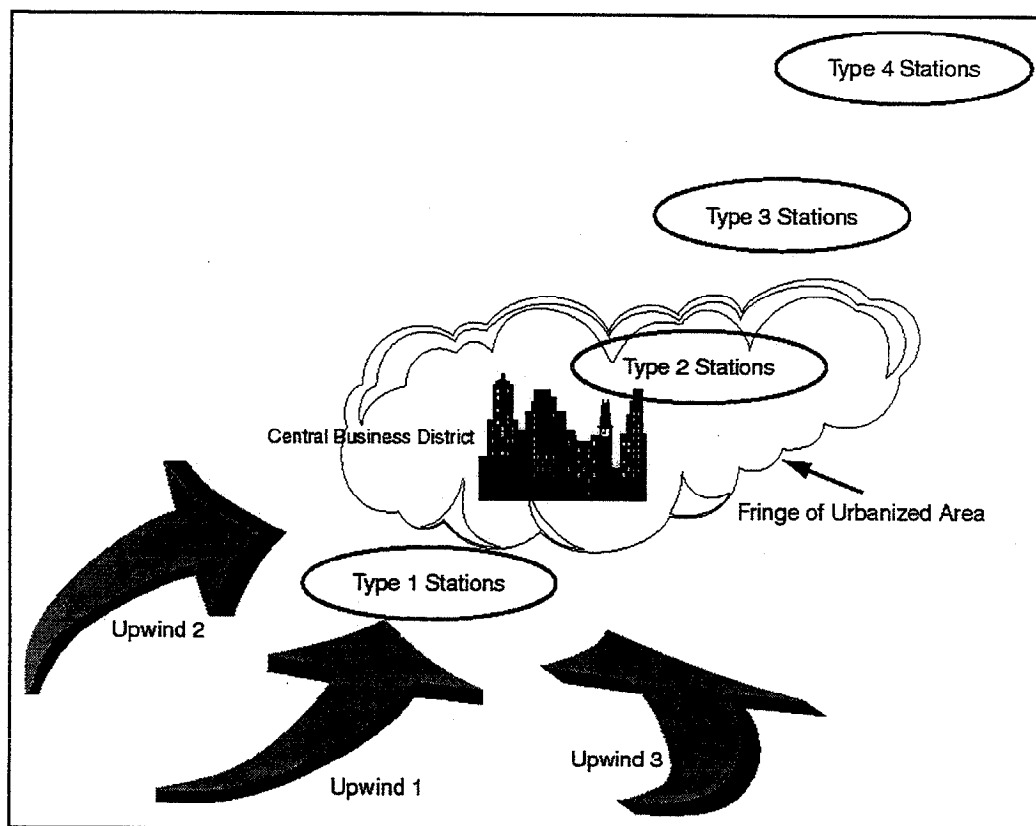 Type 4 Stations
Type 3 Stations
Type 2 Stations
Central Business District
Fringe of Urbanized Area
Type 1 Stations
Upwind 2
Upwind 3
Upwind 1